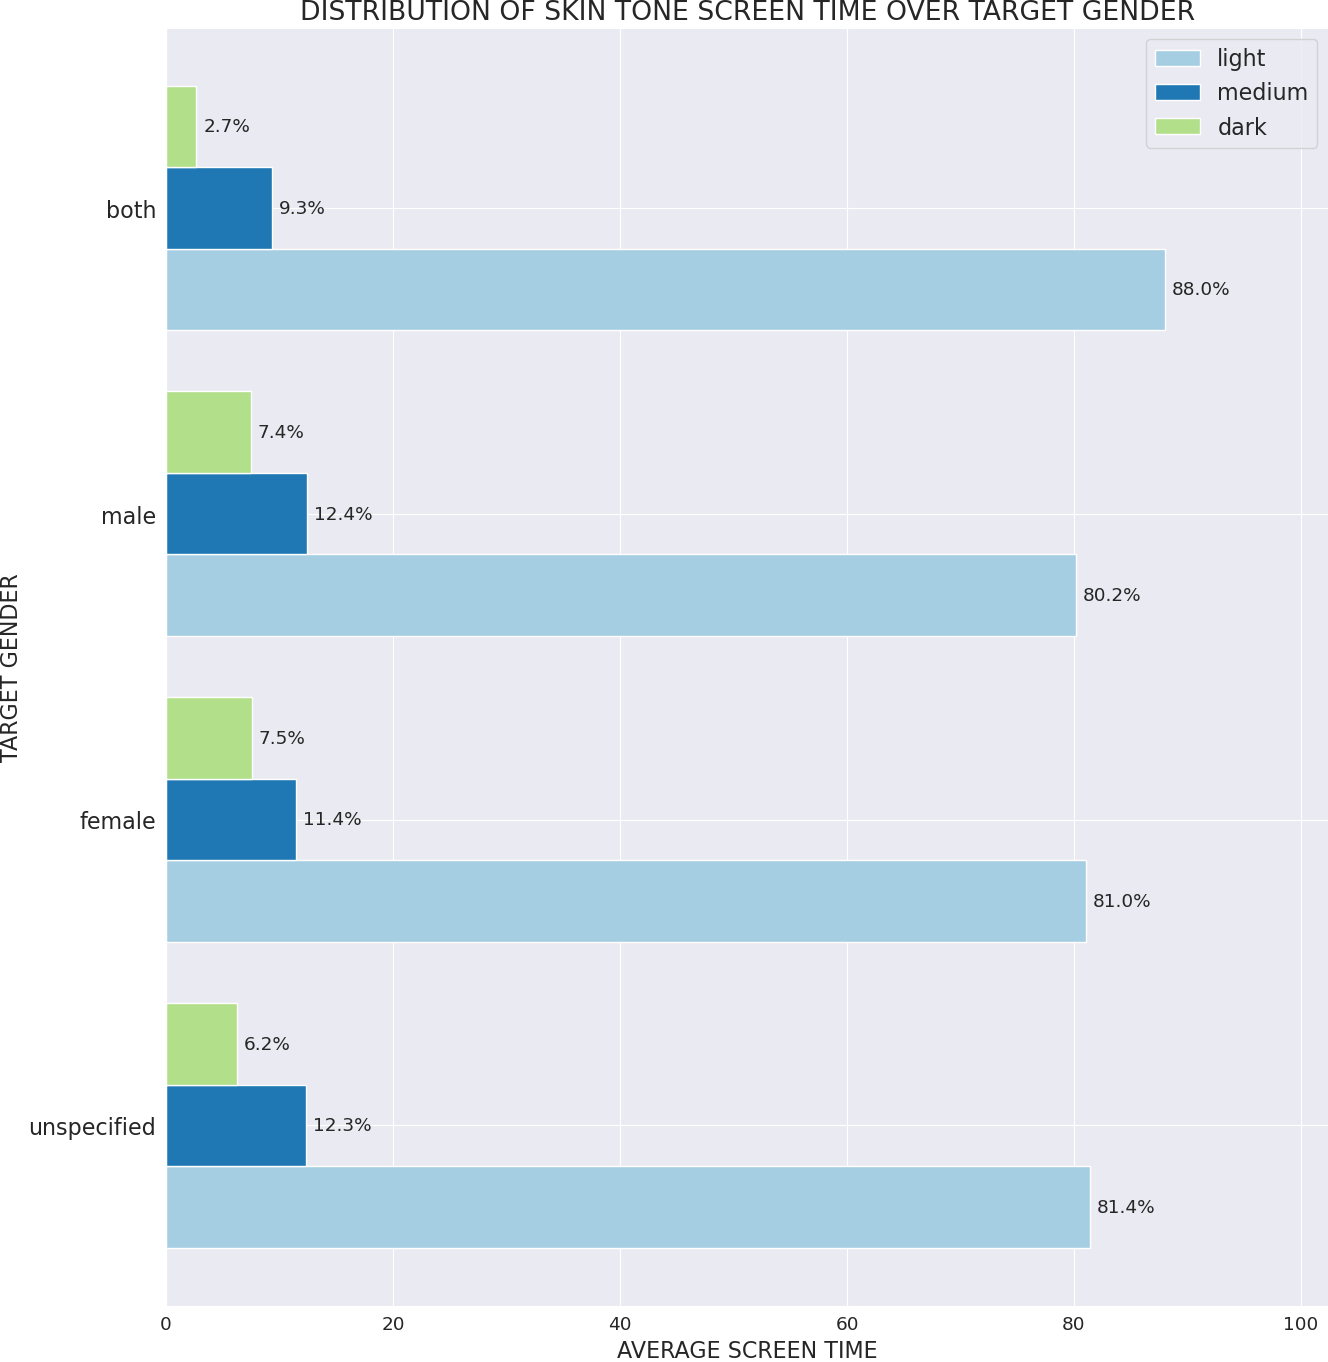 DISTRIBUTION OF SKIN TONE SCREEN TIME OVER TARGET GENDER
light
medium
dark
2.7%
both
9.3%
88.0%
7.4%
male
12.4%
80.2%
TARGET GENDER
7.5%
female
11.4%
81.0%
6.2%
unspecified
12.3%
81.4%
0 20 40 60 80 100
AVERAGE SCREEN TIME